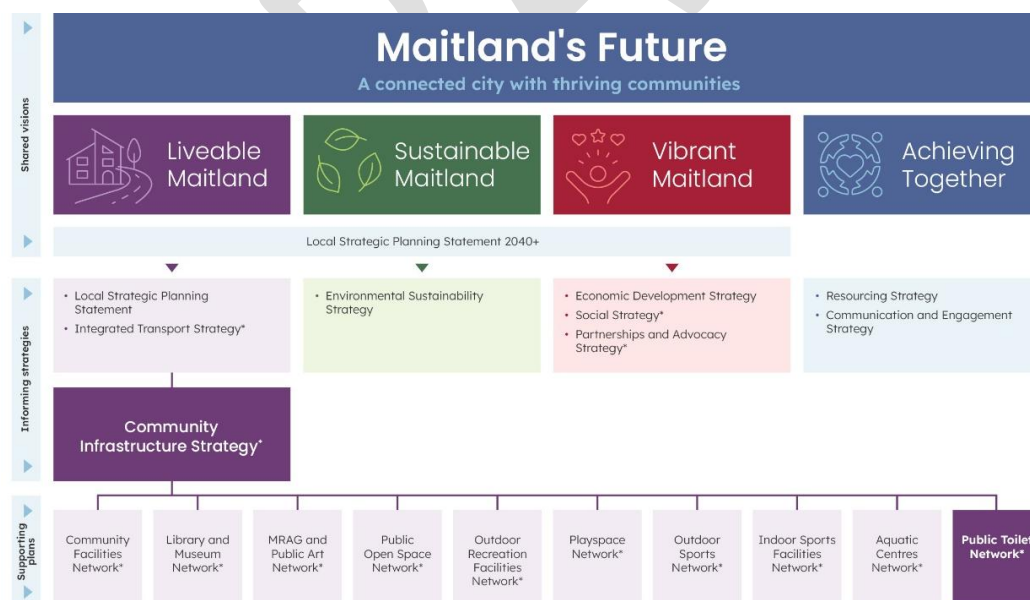 Maitland's Future
A connected city with thriving communities
Shared visions
Liveable
Maitland
Sustainable
Maitland
Vibrant
Maitland
Achieving
Together
Local Strategic Planning Statement 2040+
Informing strategies
• Local Strategic Planning
Statement
• Integrated Transport Strategy*
• Environmental Sustainability
Strategy
• Economic Development Strategy
• Social Strategy*
• Partnerships and Advocacy
Strategy*
• Resourcing Strategy
• Communication and Engagement
Strategy
Community
Infrastructure Strategy*
Supporting
plans
Community
Facilities
Network*
Library and
Museum
Network*
MRAG and
Public Art
Network*
Public
Open Space
Network*
Outdoor
Recreation
Facilities
Network*
Playspace
Network*
Outdoor
Sports
Network*
Indoor Sports
Facilities
Network*
Aquatic
Centres
Network*
Public Toilet
Network*